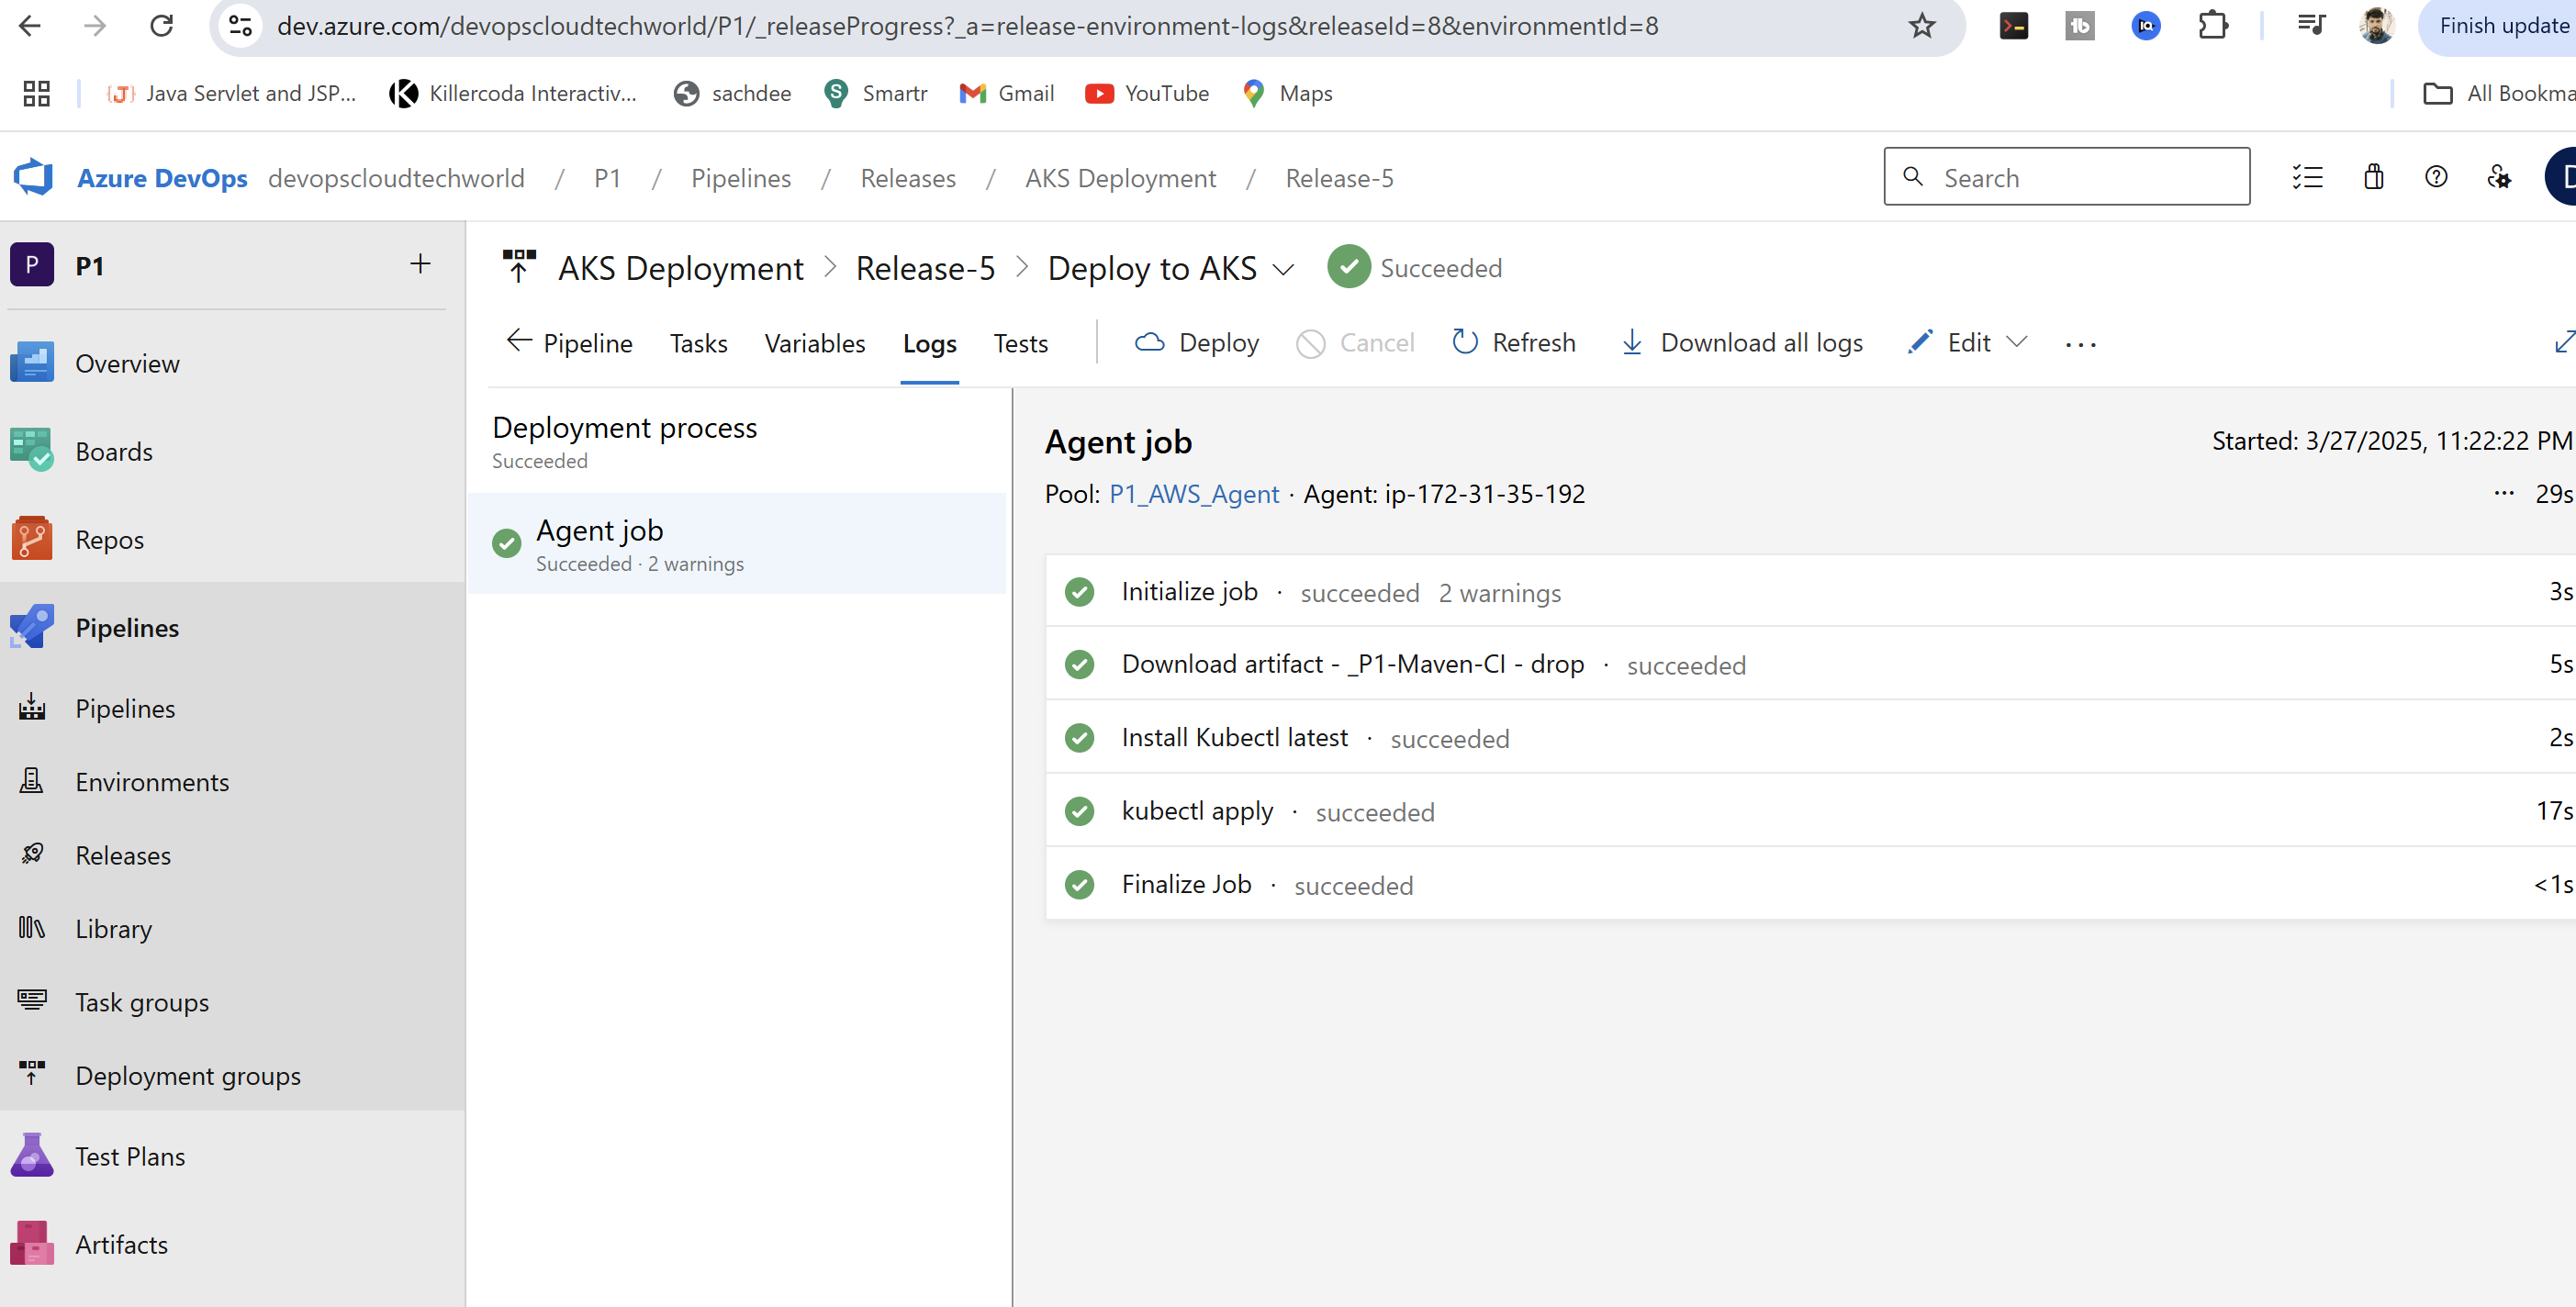 dev.azure.com/devopscloudtechworld/P1/_releaseProgress?_a=release-environment-logs&releaseId=8&environmentId=8
Finish update
Java Servlet and JSP...
Killercoda Interactiv...
sachdee
Smartr
Gmail
YouTube
Maps
All Bookma
Azure DevOps devopscloudtechworld / P1 / Pipelines / Releases / AKS Deployment / Release-5
Search
D
P P1
Overview
Boards
Repos
Pipelines
Pipelines
Environments
Releases
Library
Task groups
Deployment groups
Test Plans
Artifacts
AKS Deployment > Release-5 > Deploy to AKS Succeeded
Pipeline Tasks Variables Logs Tests Deploy Cancel Refresh Download all logs Edit ...
Deployment process
Succeeded
Agent job
Succeeded · 2 warnings
Agent job
Started: 3/27/2025, 11:22:22 PM
Pool: P1_AWS_Agent · Agent: ip-172-31-35-192
... 29s
Initialize job · succeeded 2 warnings 3s
Download artifact - _P1-Maven-CI - drop · succeeded 5s
Install Kubectl latest · succeeded 2s
kubectl apply · succeeded 17s
Finalize Job · succeeded <1s